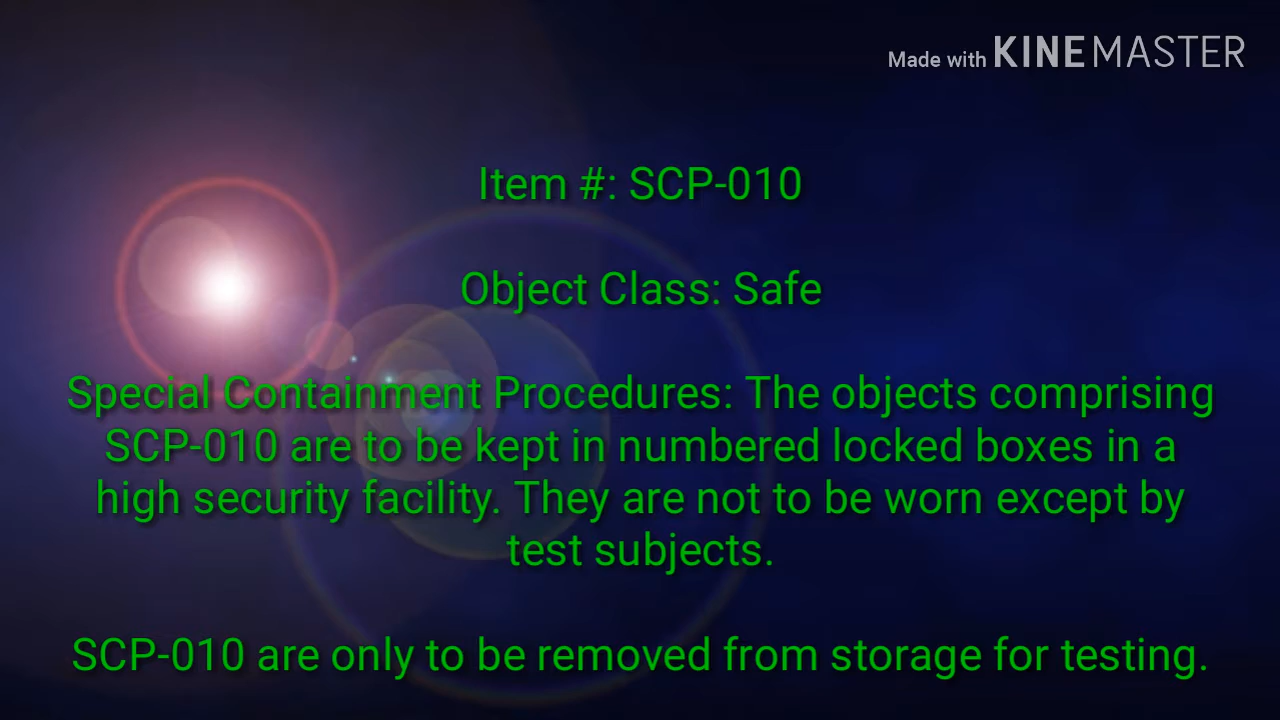 Made with KINEMASTER
Item #: SCP-010
Object Class: Safe
Special Containment Procedures: The objects comprising
SCP-010 are to be kept in numbered locked boxes in a
high security facility. They are not to be worn except by
test subjects.
SCP-010 are only to be removed from storage for testing.